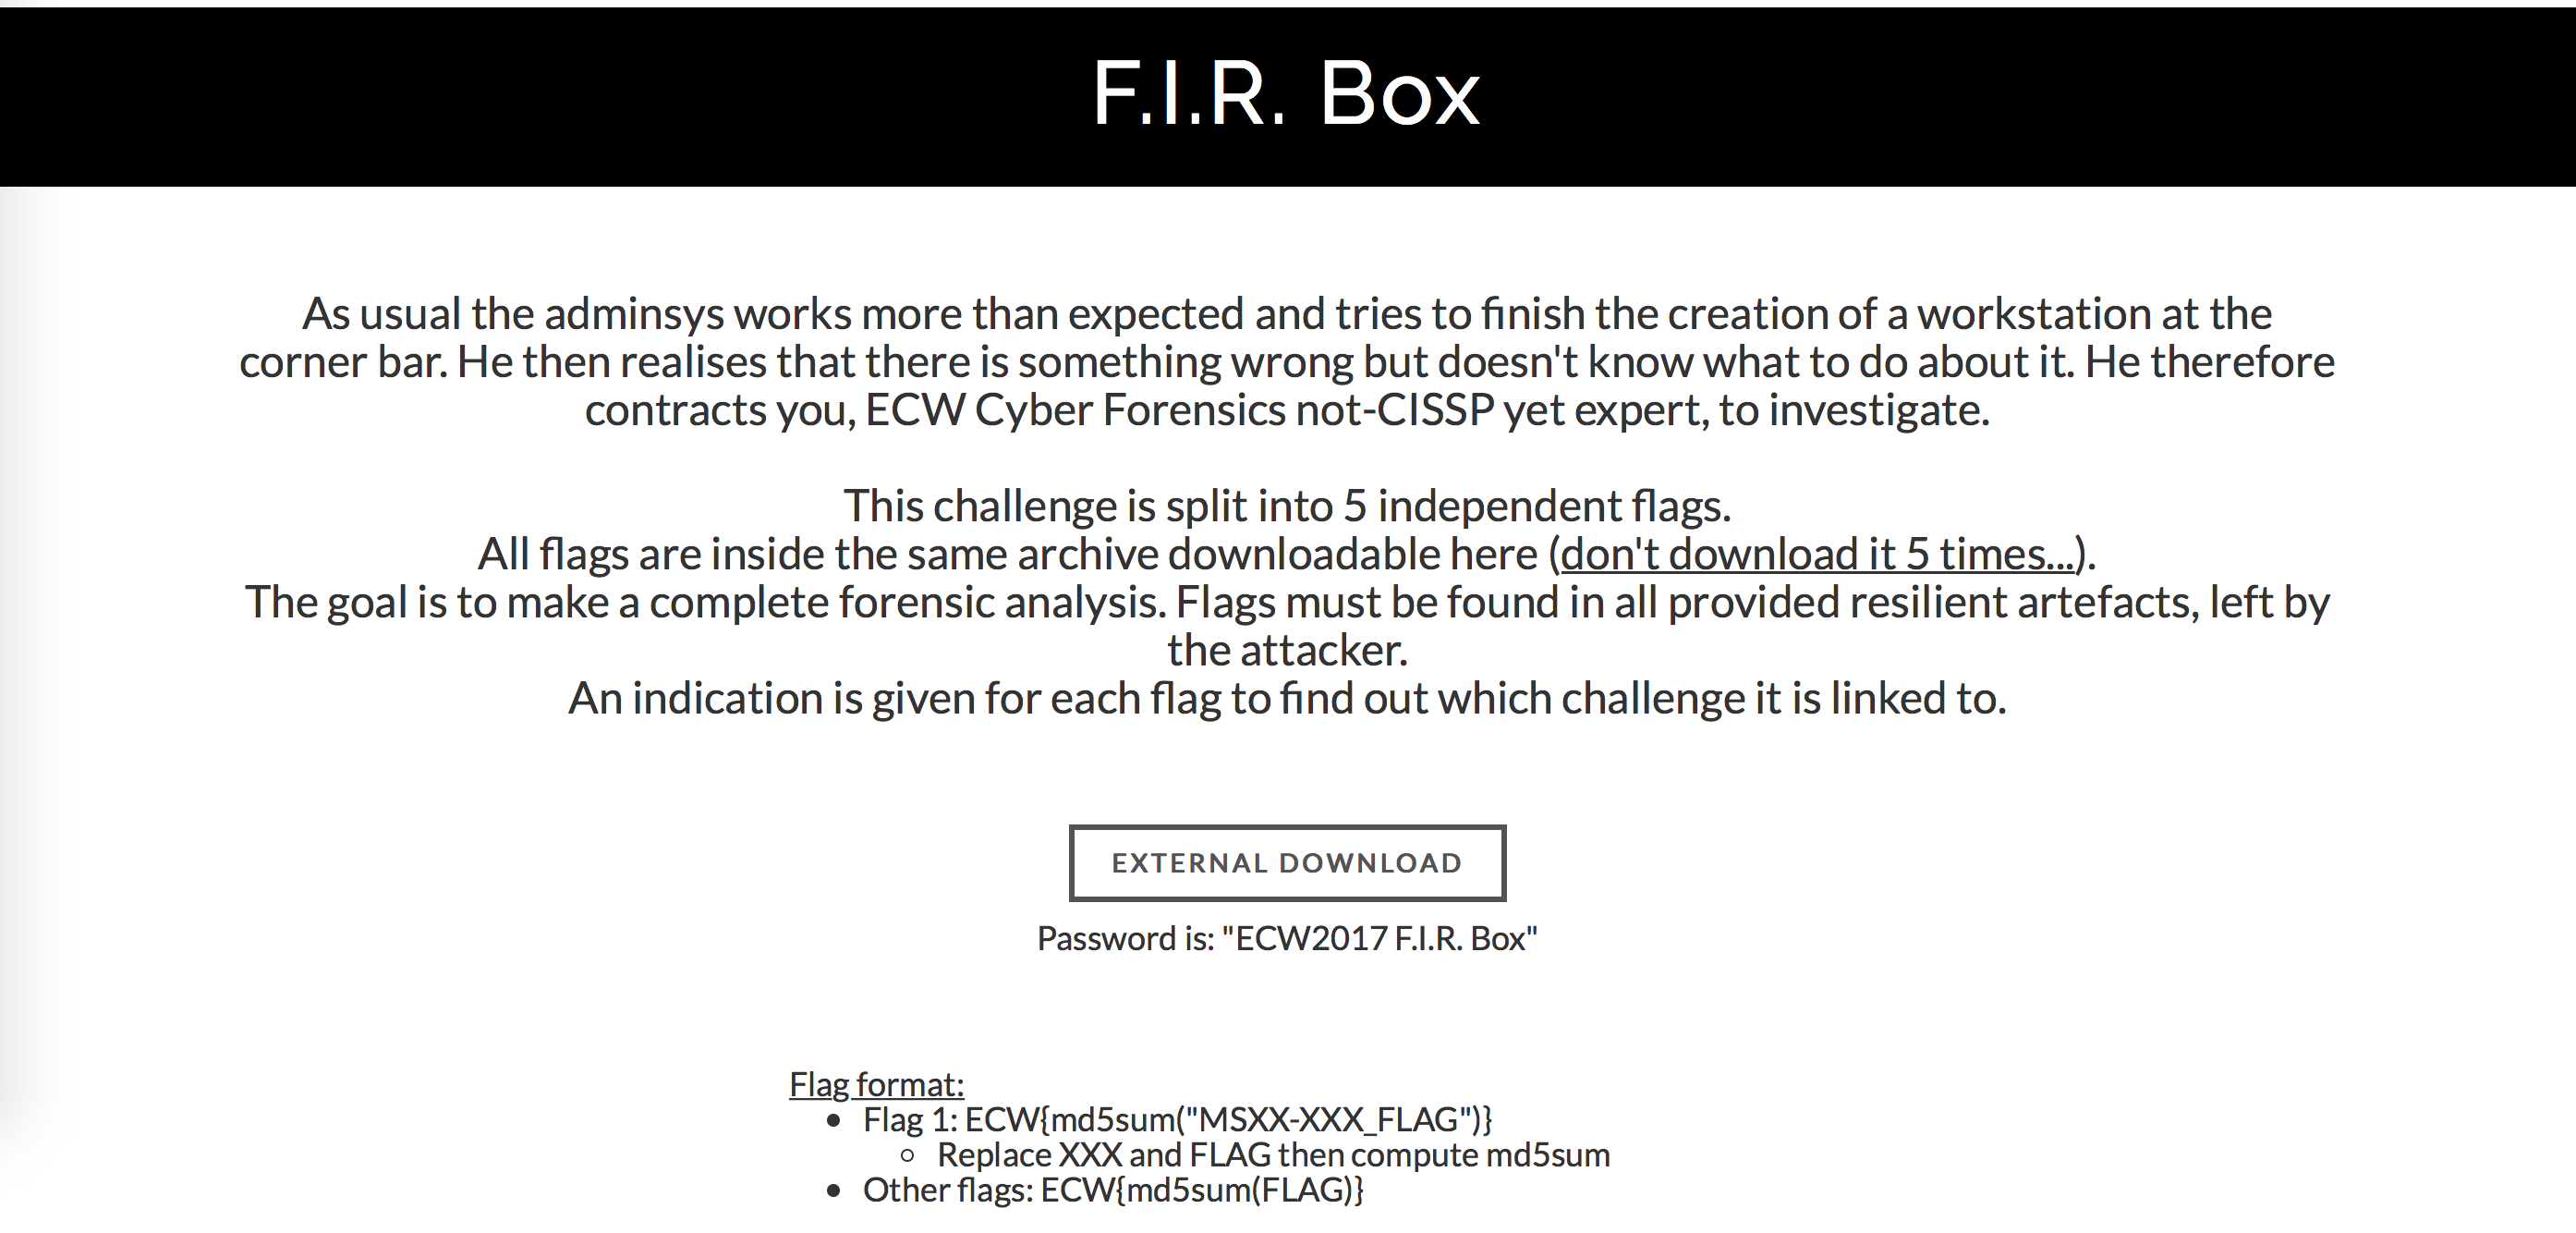 F.I.R. Box
As usual the adminsys works more than expected and tries to finish the creation of a workstation at the
corner bar. He then realises that there is something wrong but doesn't know what to do about it. He therefore
contracts you, ECW Cyber Forensics not-CISSP yet expert, to investigate.
This challenge is split into 5 independent flags.
All flags are inside the same archive downloadable here (don't download it 5 times...).
The goal is to make a complete forensic analysis. Flags must be found in all provided resilient artefacts, left by
the attacker.
An indication is given for each flag to find out which challenge it is linked to.
EXTERNAL DOWNLOAD
Password is: "ECW2017 F.I.R. Box"
Flag format:
Flag 1: ECW{md5sum("MSXX-XXX_FLAG")}
Replace XXX and FLAG then compute md5sum
Other flags: ECW{md5sum(FLAG)}